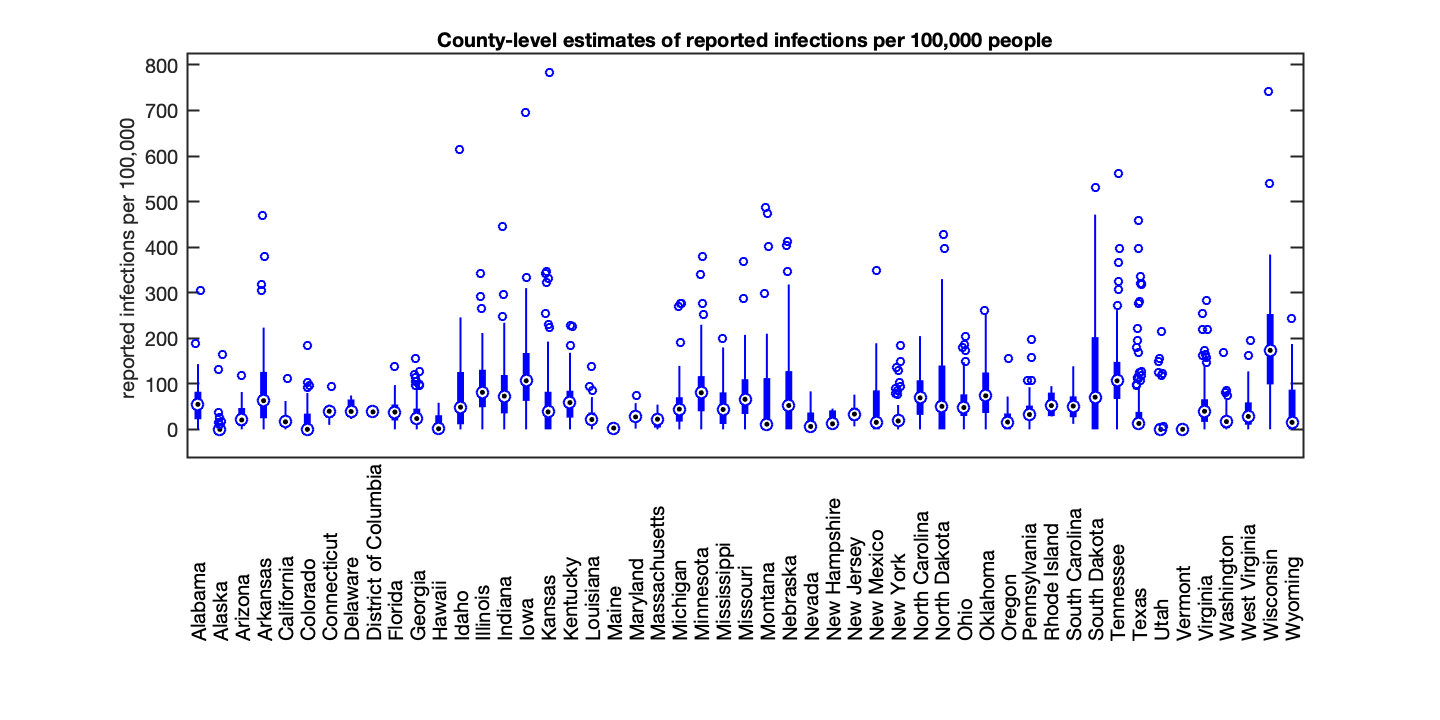 County-level estimates of reported infections per 100,000 people
reported infections per 100,000
800
700
600
500
400
300
200
100
0
Alabama
Alaska
Arizona
Arkansas
California
Colorado
Connecticut
Delaware
District of Columbia
Florida
Georgia
Hawaii
Idaho
Illinois
Indiana
Iowa
Kansas
Kentucky
Louisiana
Maine
Maryland
Massachusetts
Michigan
Minnesota
Mississippi
Missouri
Montana
Nebraska
Nevada
New Hampshire
New Jersey
New Mexico
New York
North Carolina
North Dakota
Ohio
Oklahoma
Oregon
Pennsylvania
Rhode Island
South Carolina
South Dakota
Tennessee
Texas
Utah
Vermont
Virginia
Washington
West Virginia
Wisconsin
Wyoming